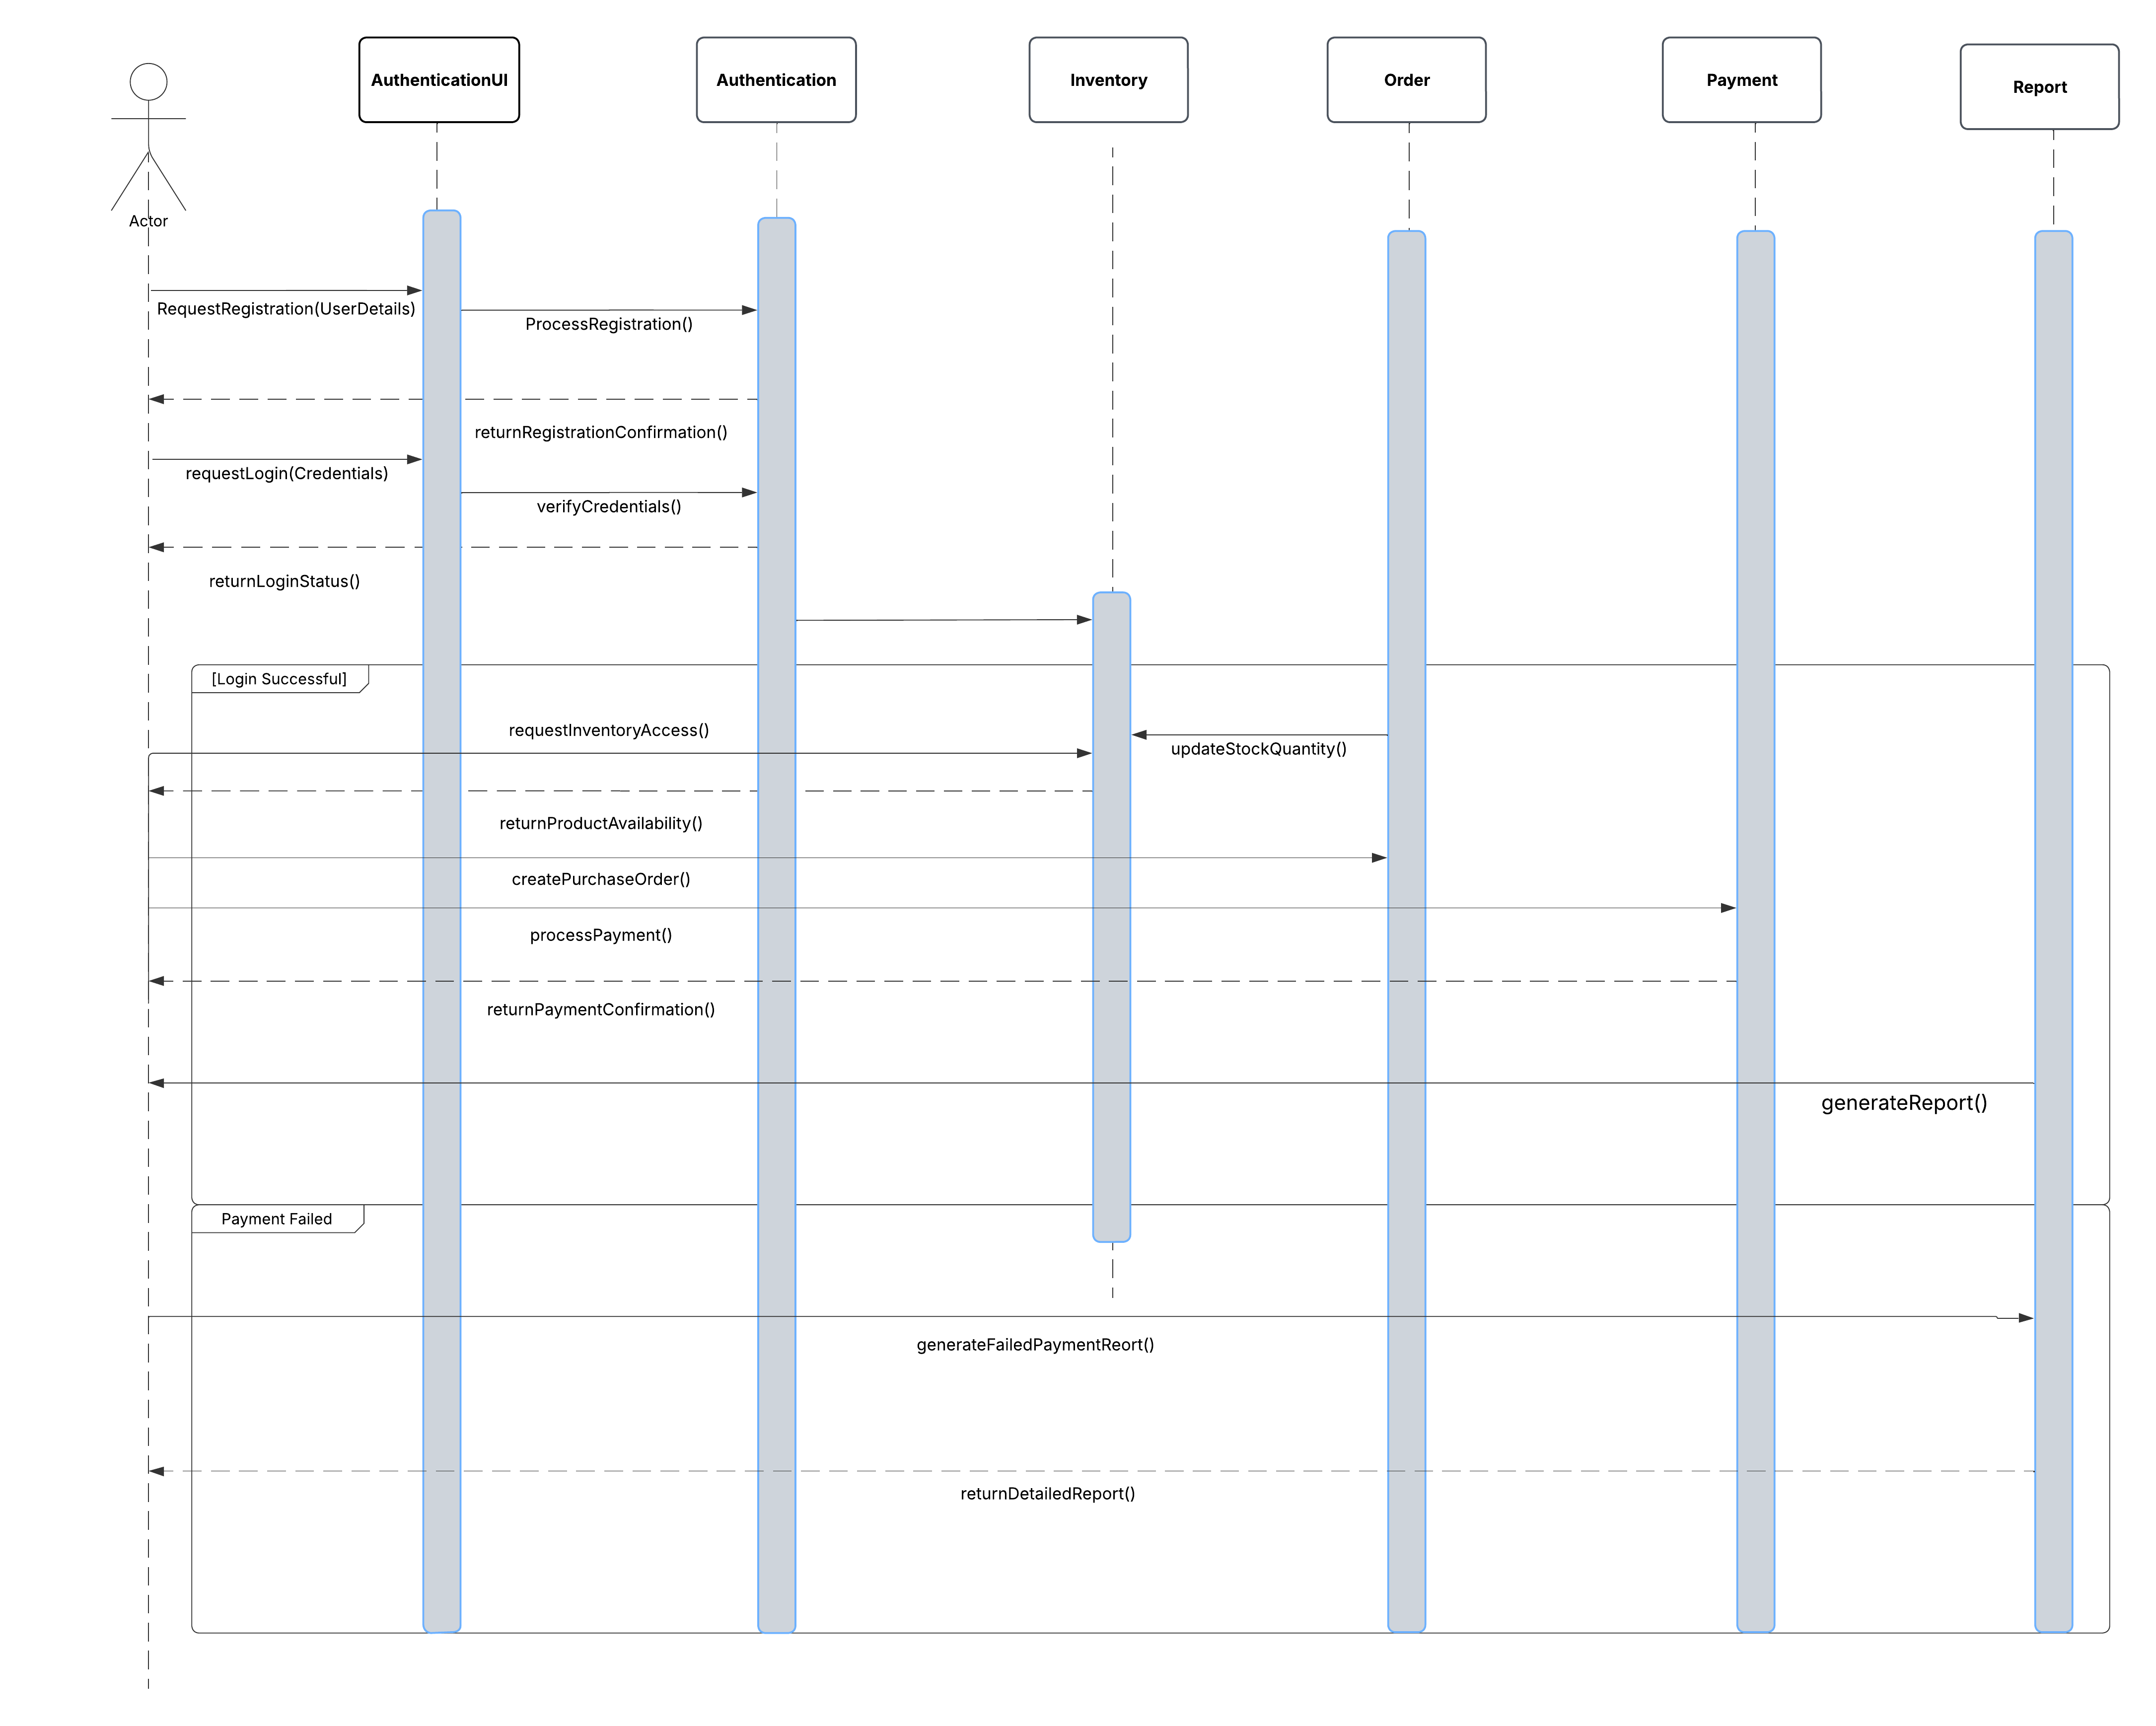 AuthenticationUI
Authentication
Inventory
Order
Payment
Report
Actor
RequestRegistration(UserDetails)
ProcessRegistration()
returnRegistrationConfirmation()
requestLogin(Credentials)
verifyCredentials()
returnLoginStatus()
[Login Successful]
requestInventoryAccess()
updateStockQuantity()
returnProductAvailability()
createPurchaseOrder()
processPayment()
returnPaymentConfirmation()
generateReport()
Payment Failed
generateFailedPaymentReort()
returnDetailedReport()